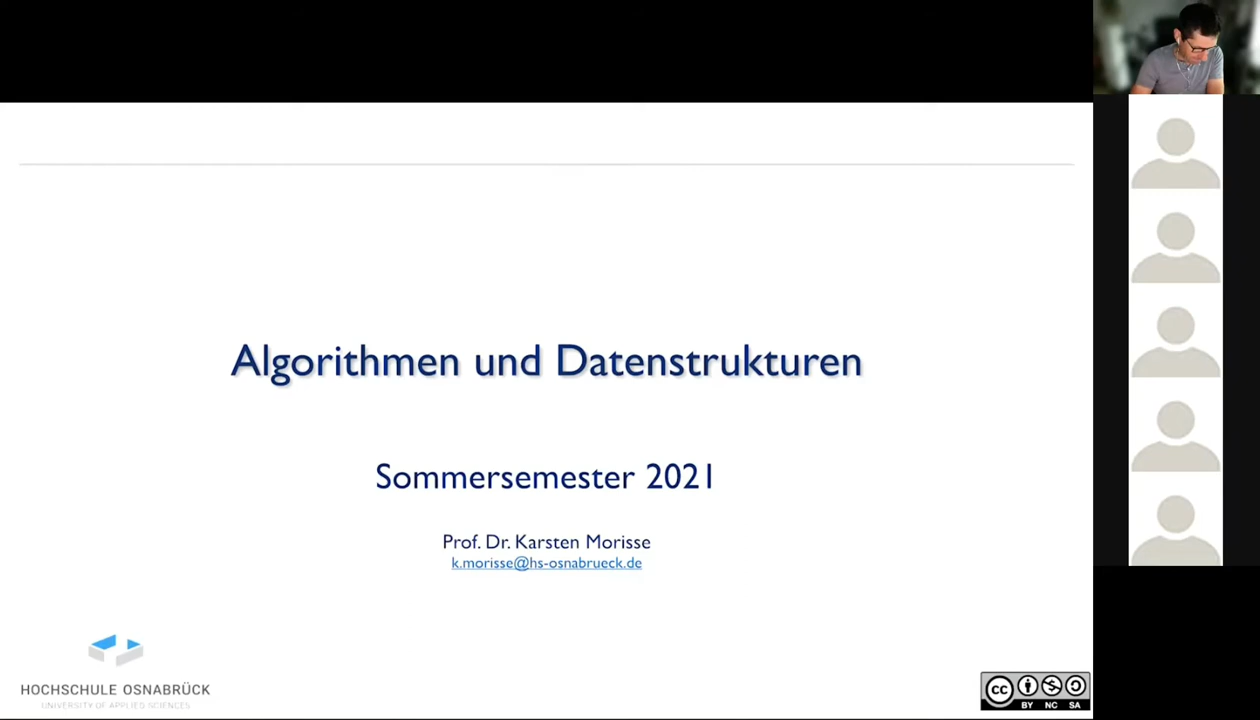 Algorithmen und Datenstrukturen
Sommersemester 2021
Prof. Dr. Karsten Morisse
k.morisse@hs-osnabrueck.de
HOCHSCHULE OSNABRÜCK
UNIVERSITY OF APPLIED SCIENCES
cc
BY NC SA